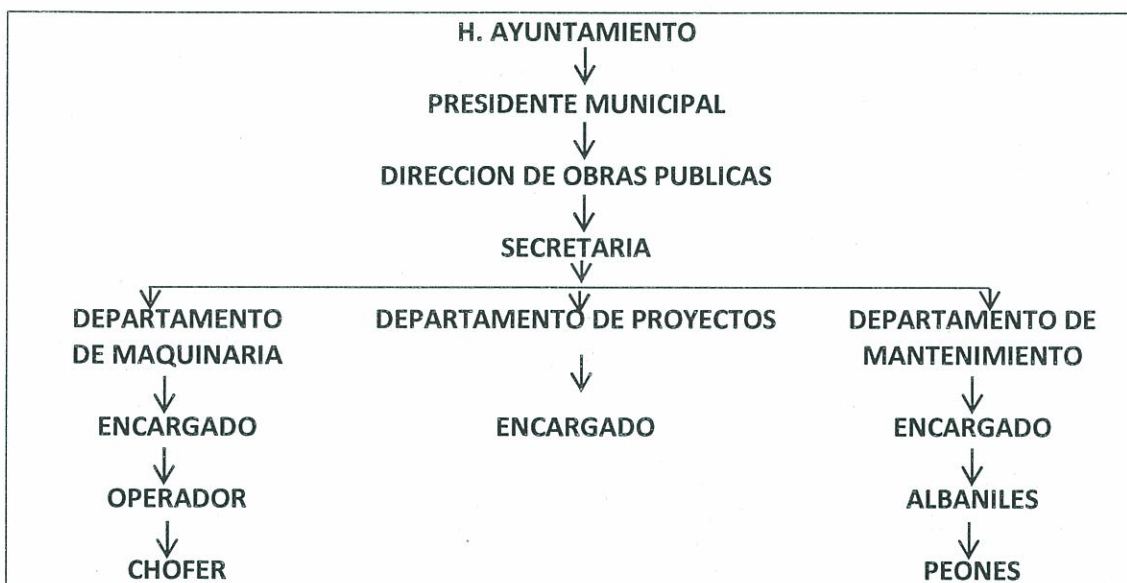 H. AYUNTAMIENTO
PRESIDENTE MUNICIPAL
DIRECCION DE OBRAS PUBLICAS
SECRETARIA
DEPARTAMENTO
DE MAQUINARIA
DEPARTAMENTO DE PROYECTOS
DEPARTAMENTO DE
MANTENIMIENTO
ENCARGADO
ENCARGADO
ENCARGADO
OPERADOR
ALBANILES
CHOFER
PEONES